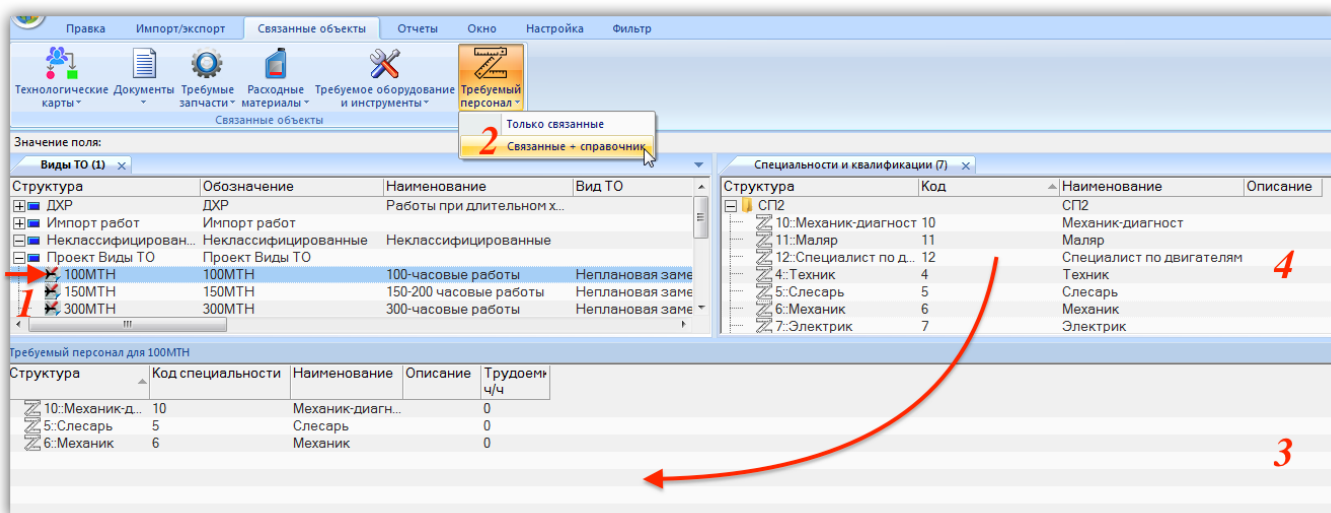 Правка Импорт/экспорт Связанные объекты Отчеты Окно Настройка Фильтр
Технологические карты Документы Требуемые запчасти Расходные материалы Требуемое оборудование и инструменты Требуемый персонал
Связанные объекты
Только связанные
2 Связанные + справочник
Значение поля:
Виды ТО (1)
Структура Обозначение Наименование Вид ТО
ДХР ДХР Работы при длительном х...
Импорт работ Импорт работ
Неклассифицирован... Неклассифицированные Неклассифицированные
Проект Виды ТО Проект Виды ТО
100МТН 100МТН 100-часовые работы Неплановая заме
1 150МТН 150МТН 150-200 часовые работы Неплановая заме
300МТН 300МТН 300-часовые работы Неплановая заме
Специальности и квалификации (7)
Структура Код Наименование Описание
СП2 СП2
10::Механик-диагност 10 Механик-диагност
11::Маляр 11 Маляр
12::Специалист по д... 12 Специалист по двигателям 4
4::Техник 4 Техник
5::Слесарь 5 Слесарь
6::Механик 6 Механик
7::Электрик 7 Электрик
Требуемый персонал для 100МТН
Структура Код специальности Наименование Описание Трудоемк
ч/ч
10::Механик-д... 10 Механик-диагн... 0
5::Слесарь 5 Слесарь 0
6::Механик 6 Механик 0
3